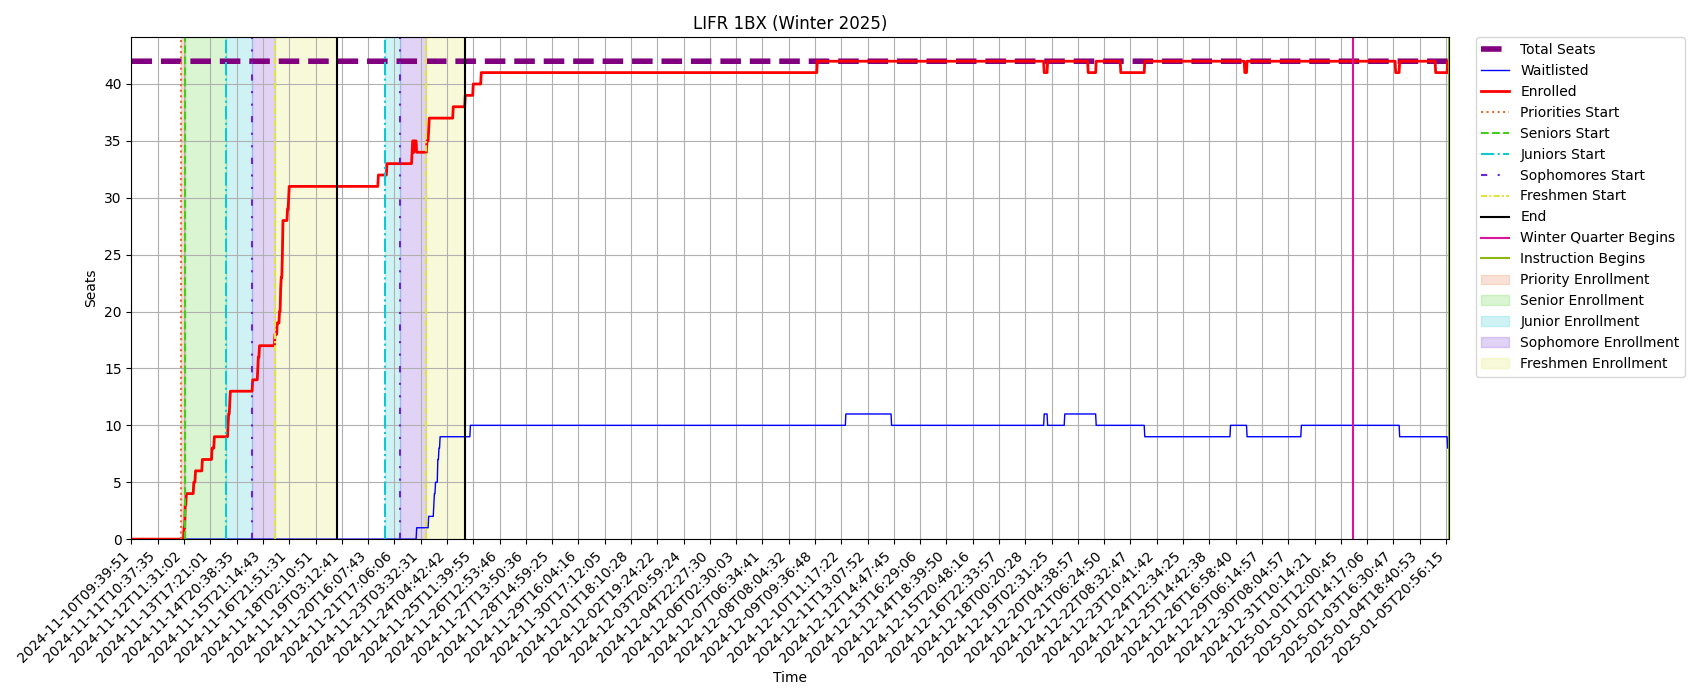 LIFR 1BX (Winter 2025)
Seats
40
35
30
25
20
15
10
5
0
2024-11-10T09:39:51
2024-11-11T10:37:35
2024-11-12T11:31:02
2024-11-13T17:21:01
2024-11-14T20:38:35
2024-11-15T21:14:43
2024-11-16T21:51:31
2024-11-18T02:10:51
2024-11-19T03:12:41
2024-11-20T16:07:43
2024-11-21T17:06:06
2024-11-23T03:32:31
2024-11-24T04:42:42
2024-11-25T11:39:55
2024-11-26T12:53:46
2024-11-27T13:50:36
2024-11-28T14:59:25
2024-11-29T16:04:16
2024-11-30T17:12:05
2024-12-01T18:10:28
2024-12-02T19:24:22
2024-12-03T20:59:24
2024-12-04T22:27:30
2024-12-06T02:30:03
2024-12-07T06:34:41
2024-12-08T08:04:32
2024-12-09T09:36:48
2024-12-10T11:17:22
2024-12-11T13:07:52
2024-12-12T14:47:45
2024-12-13T16:29:06
2024-12-14T18:39:50
2024-12-15T20:48:16
2024-12-16T22:33:57
2024-12-18T00:20:28
2024-12-19T02:31:25
2024-12-20T04:38:57
2024-12-21T06:24:50
2024-12-22T08:32:47
2024-12-23T10:41:42
2024-12-24T12:34:25
2024-12-25T14:42:38
2024-12-26T16:58:40
2024-12-29T06:14:57
2024-12-30T08:04:57
2024-12-31T10:14:21
2025-01-01T12:00:45
2025-01-02T14:17:06
2025-01-03T16:30:47
2025-01-04T18:40:53
2025-01-05T20:56:15
Time
Total Seats
Waitlisted
Enrolled
Priorities Start
Seniors Start
Juniors Start
Sophomores Start
Freshmen Start
End
Winter Quarter Begins
Instruction Begins
Priority Enrollment
Senior Enrollment
Junior Enrollment
Sophomore Enrollment
Freshmen Enrollment